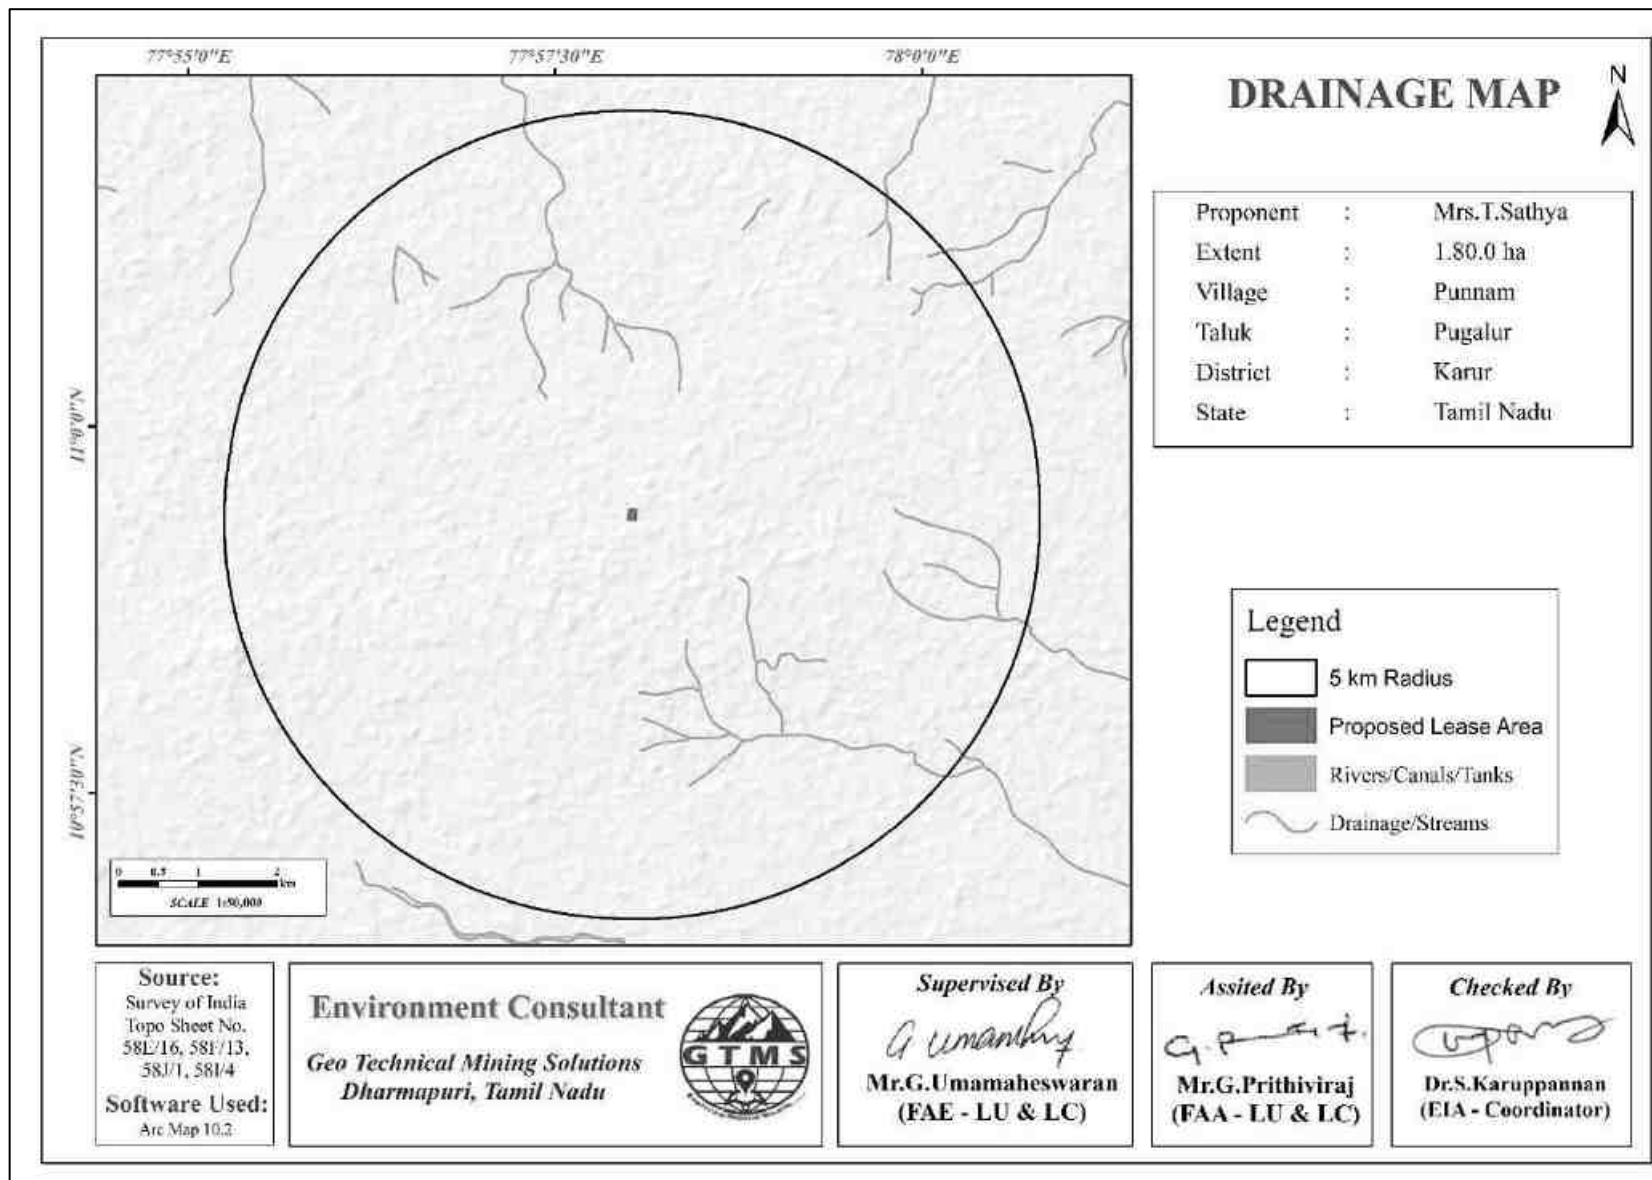 77°55'0"E
77°57'30"E
78°0'0"E
11°0'0"N
10°57'30"N
0 0.5 1 2
km
SCALE 1:90,000
DRAINAGE MAP
N
Proponent : Mrs.T.Sathya
Extent : 1.80.0 ha
Village : Punnam
Taluk : Pugalur
District : Karur
State : Tamil Nadu
Legend
5 km Radius
Proposed Lease Area
Rivers/Canals/Tanks
Drainage/Streams
Source:
Survey of India
Topo Sheet No.
58E/16, 58F/13,
58J/1, 58I/4
Software Used:
Arc Map 10.2
Environment Consultant
Geo Technical Mining Solutions
Dharmapuri, Tamil Nadu
GTMS
Supervised By
Mr.G.Umamaheswaran
(FAE - LU & LC)
Assited By
Mr.G.Prithiviraj
(FAA - LU & LC)
Checked By
Dr.S.Karuppannan
(EIA - Coordinator)